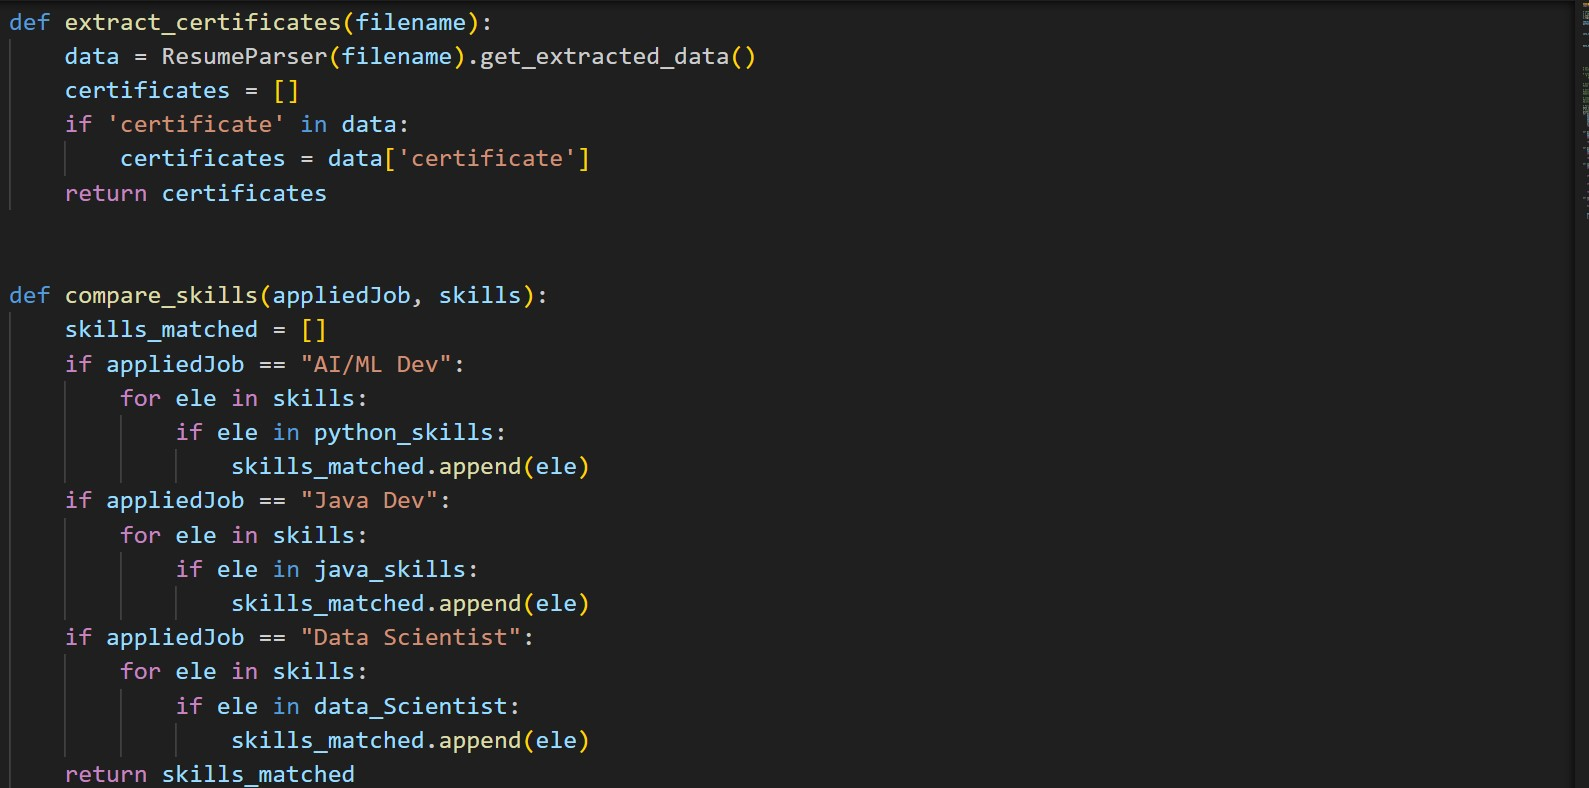 def extract_certificates(filename):
    data = ResumeParser(filename).get_extracted_data()
    certificates = []
    if 'certificate' in data:
        certificates = data['certificate']
    return certificates
def compare_skills(appliedJob, skills):
    skills_matched = []
    if appliedJob == "AI/ML Dev":
        for ele in skills:
            if ele in python_skills:
                skills_matched.append(ele)
    if appliedJob == "Java Dev":
        for ele in skills:
            if ele in java_skills:
                skills_matched.append(ele)
    if appliedJob == "Data Scientist":
        for ele in skills:
            if ele in data_Scientist:
                skills_matched.append(ele)
    return skills_matched